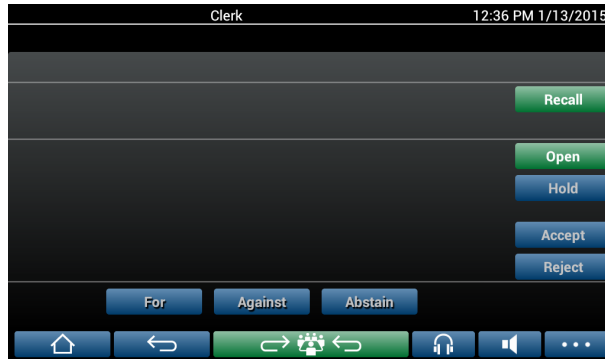 Clerk 12:36 PM 1/13/2015
Recall
Open
Hold
Accept
Reject
For Against Abstain